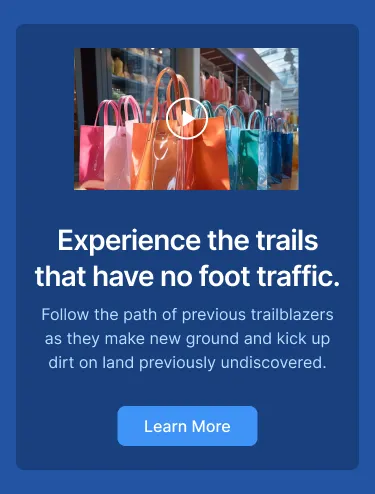 Experience the trails
that have no foot traffic.
Follow the path of previous trailblazers
as they make new ground and kick up
dirt on land previously undiscovered.
Learn More